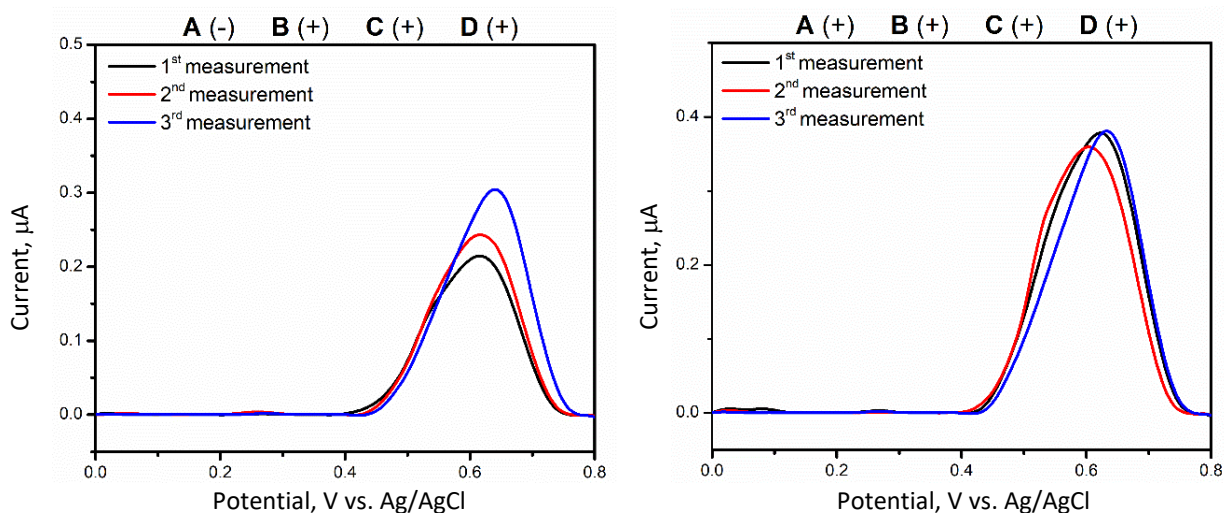 A (-) B (+) C (+) D (+)
0.5
1st measurement
2nd measurement
3rd measurement
0.4
0.3
0.2
0.1
0.0
0.0 0.2 0.4 0.6 0.8
Current, μA
Potential, V vs. Ag/AgCl
A (+) B (+) C (+) D (+)
1st measurement
2nd measurement
3rd measurement
0.4
0.2
0.0
0.0 0.2 0.4 0.6 0.8
Current, μA
Potential, V vs. Ag/AgCl